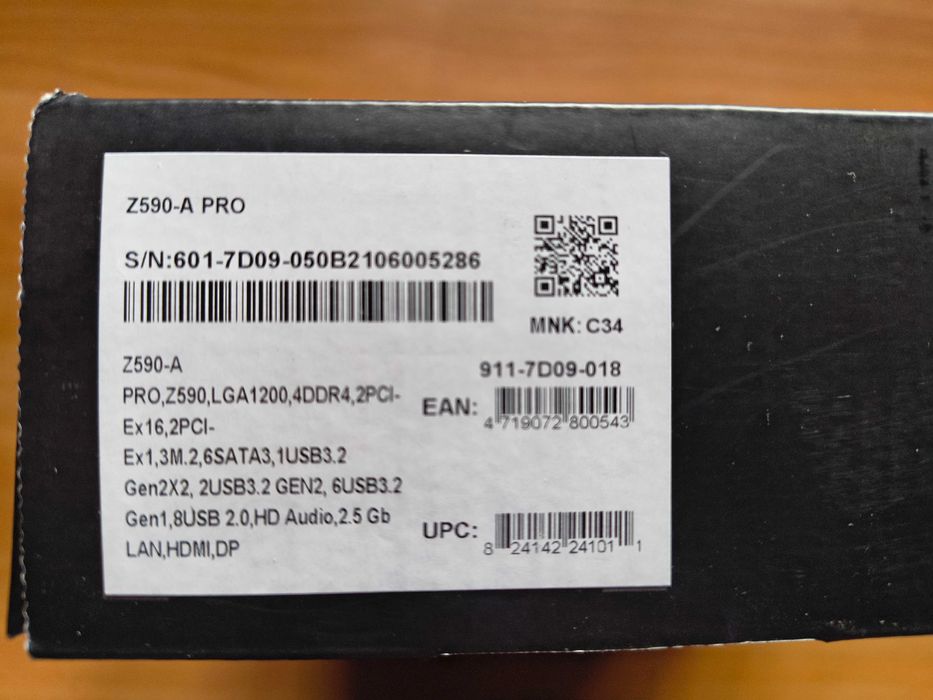 Z590-A PRO
S/N:601-7D09-050B2106005286
MNK: C34
Z590-A
PRO,Z590,LGA1200,4DDR4,2PCI-
Ex16,2PCI-
Ex1,3M.2,6SATA3,1USB3.2
Gen2X2, 2USB3.2 GEN2, 6USB3.2
Gen1,8USB 2.0,HD Audio,2.5 Gb
LAN,HDMI,DP
911-7D09-018
EAN:
4 719072 800543
UPC:
8 24142 24101 1